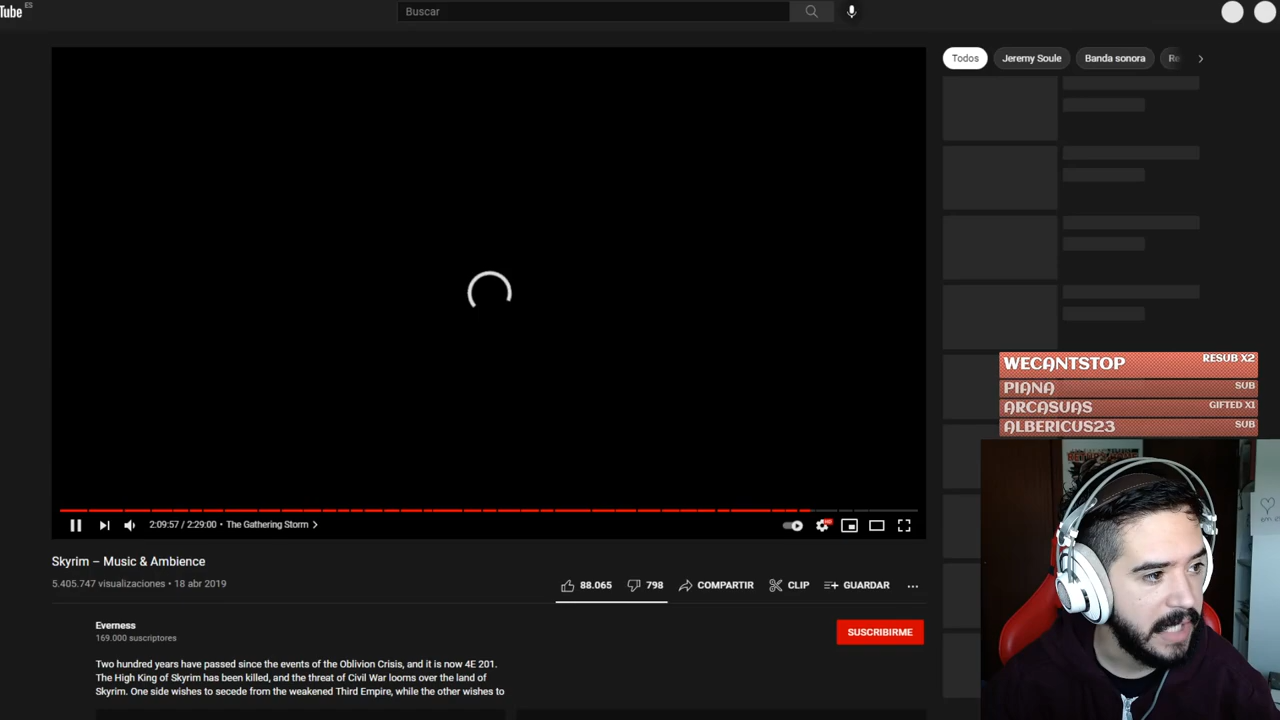 Tube ES
Buscar
Todos
Jeremy Soule
Banda sonora
Re
WECANTSTOP RESUB X2
PIANA SUB
ARCASUAS GIFTED X1
ALBERICUS23 SUB
2:09:57 / 2:29:00 • The Gathering Storm
Skyrim – Music & Ambience
5.405.747 visualizaciones • 18 abr 2019
88.065
798
COMPARTIR
CLIP
GUARDAR
Everness
169.000 suscriptores
SUSCRIBIRME
Two hundred years have passed since the events of the Oblivion Crisis, and it is now 4E 201.
The High King of Skyrim has been killed, and the threat of Civil War looms over the land of
Skyrim. One side wishes to secede from the weakened Third Empire, while the other wishes to